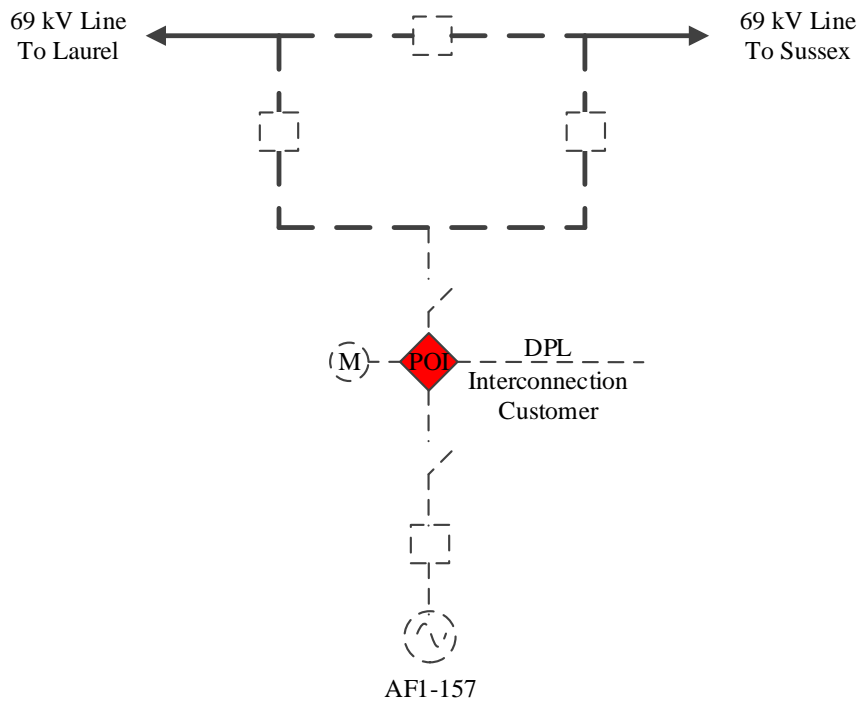 69 kV Line
To Laurel
69 kV Line
To Sussex
M
POI
DPL
Interconnection
Customer
AF1-157